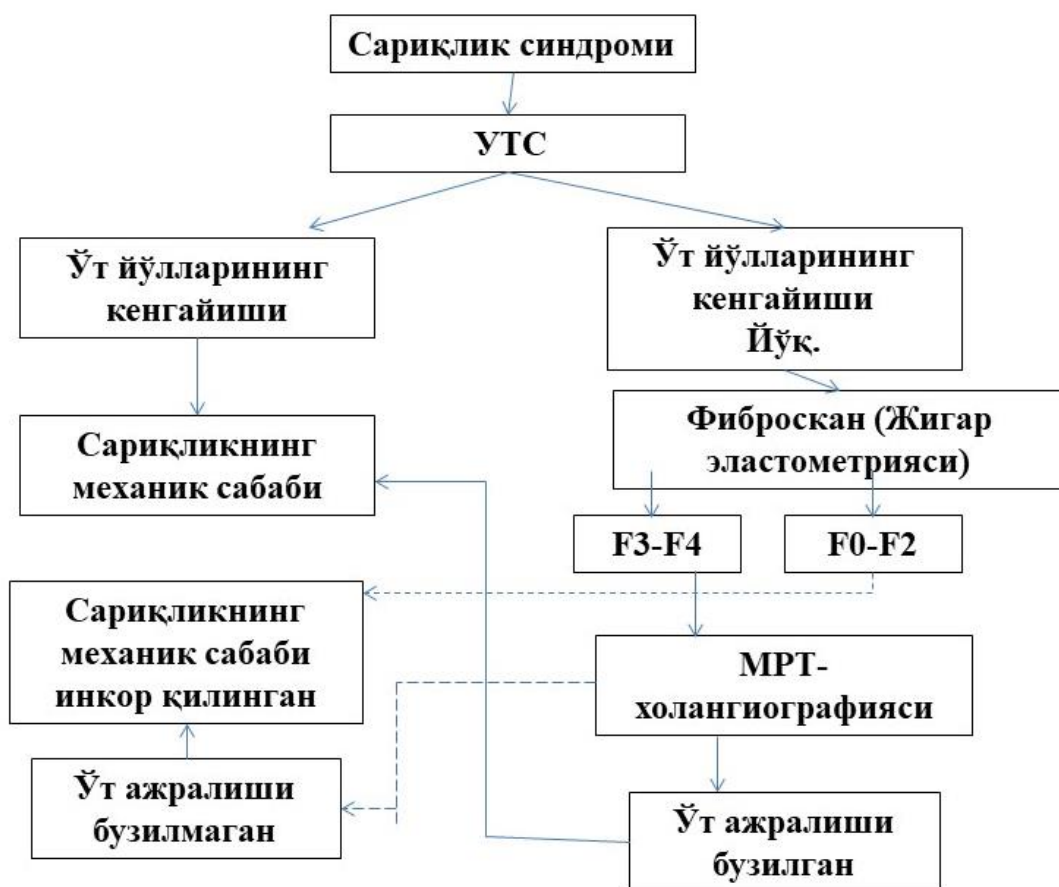 Сариқлик синдроми
УТС
Ўт йўлларининг
кенгайиши
Ўт йўлларининг
кенгайиши
Йўқ.
Фиброскан (Жигар
эластометрияси)
Сариқликнинг
механик сабаби
F3-F4
F0-F2
Сариқликнинг
механик сабаби
инкор қилинган
МРТ-
холангиографияси
Ўт ажралиши
бузилмаган
Ўт ажралиши
бузилган